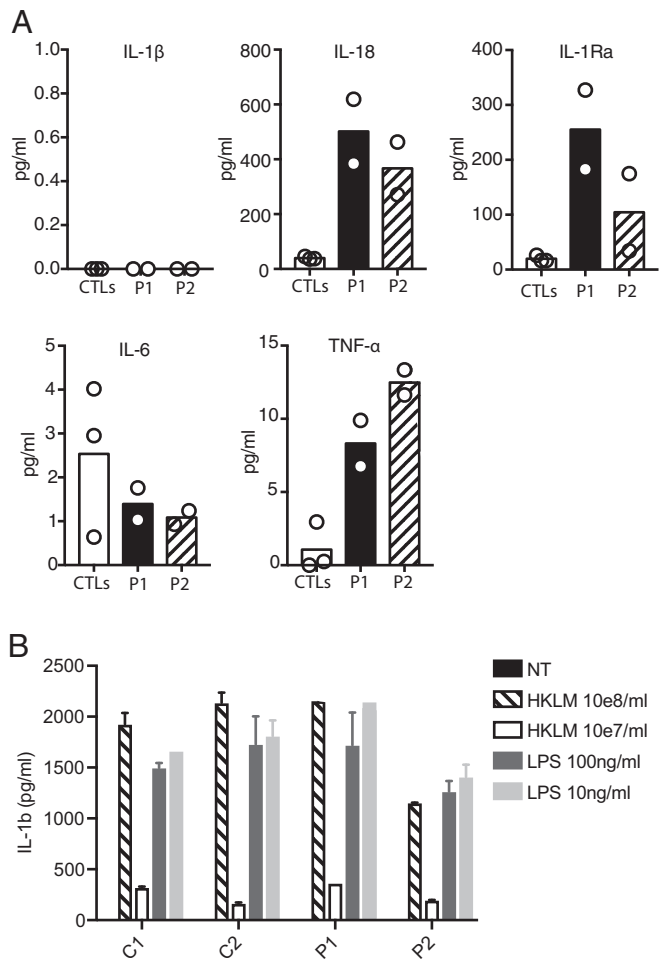 A
IL-1β IL-18 IL-1Ra
pg/ml
1.0
0.8
0.6
0.4
0.2
0.0
CTLs P1 P2
pg/ml
800
600
400
200
0
CTLs P1 P2
pg/ml
400
300
200
100
0
CTLs P1 P2
IL-6 TNF-α
pg/ml
5
4
3
2
1
0
CTLs P1 P2
pg/ml
15
10
5
0
CTLs P1 P2
B
IL-1b (pg/ml)
2500
2000
1500
1000
500
0
C1 C2 P1 P2
NT
HKLM 10e8/ml
HKLM 10e7/ml
LPS 100ng/ml
LPS 10ng/ml